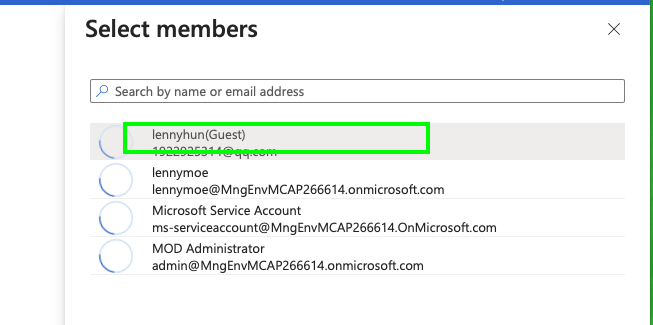 Select members
Search by name or email address
lennyhun(Guest)
1922925314@qq.com
lennymoe
lennymoe@MngEnvMCAP266614.onmicrosoft.com
Microsoft Service Account
ms-serviceaccount@MngEnvMCAP266614.OnMicrosoft.com
MOD Administrator
admin@MngEnvMCAP266614.onmicrosoft.com